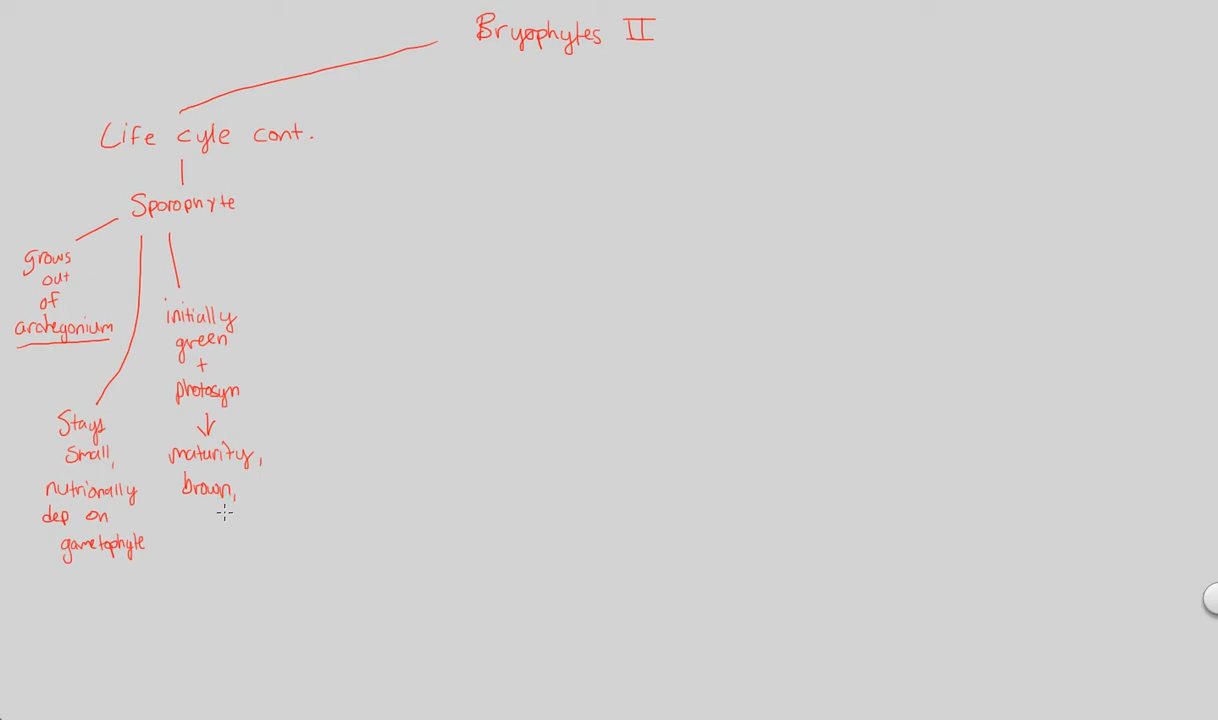 Bryophytes II
Life cyle cont.
Sporophyte
grows
out
of
archegonium
initially
green
+
photosyn
↓
maturity,
brown,
Stays
small,
nutrionally
dep on
gametophyte